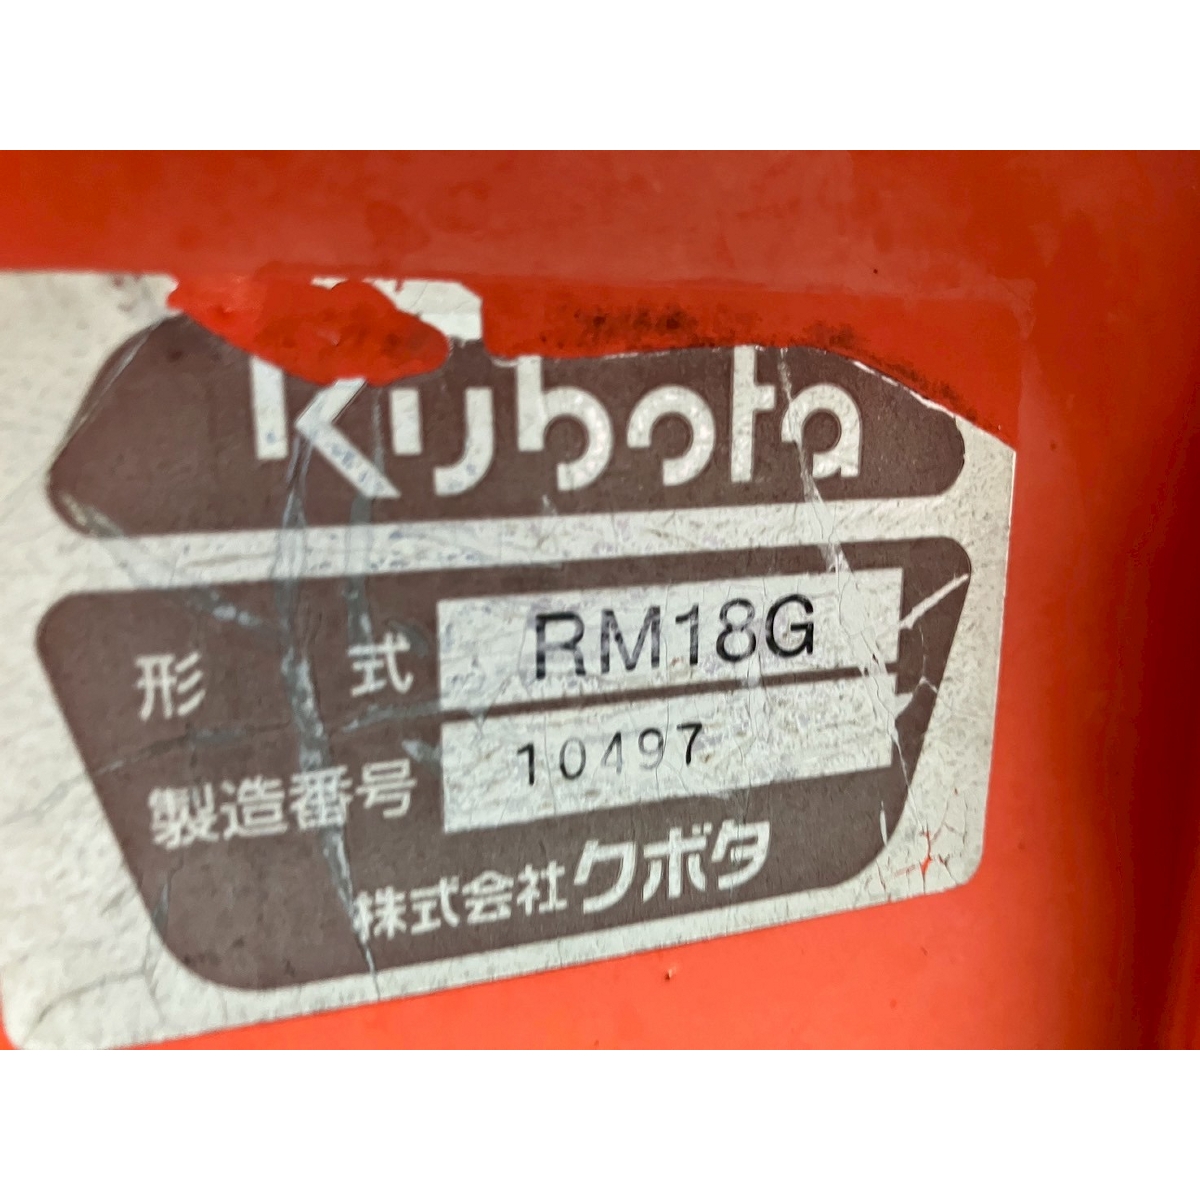 Kubota
形式 RM18G
製造番号 10497
株式会社クボタ